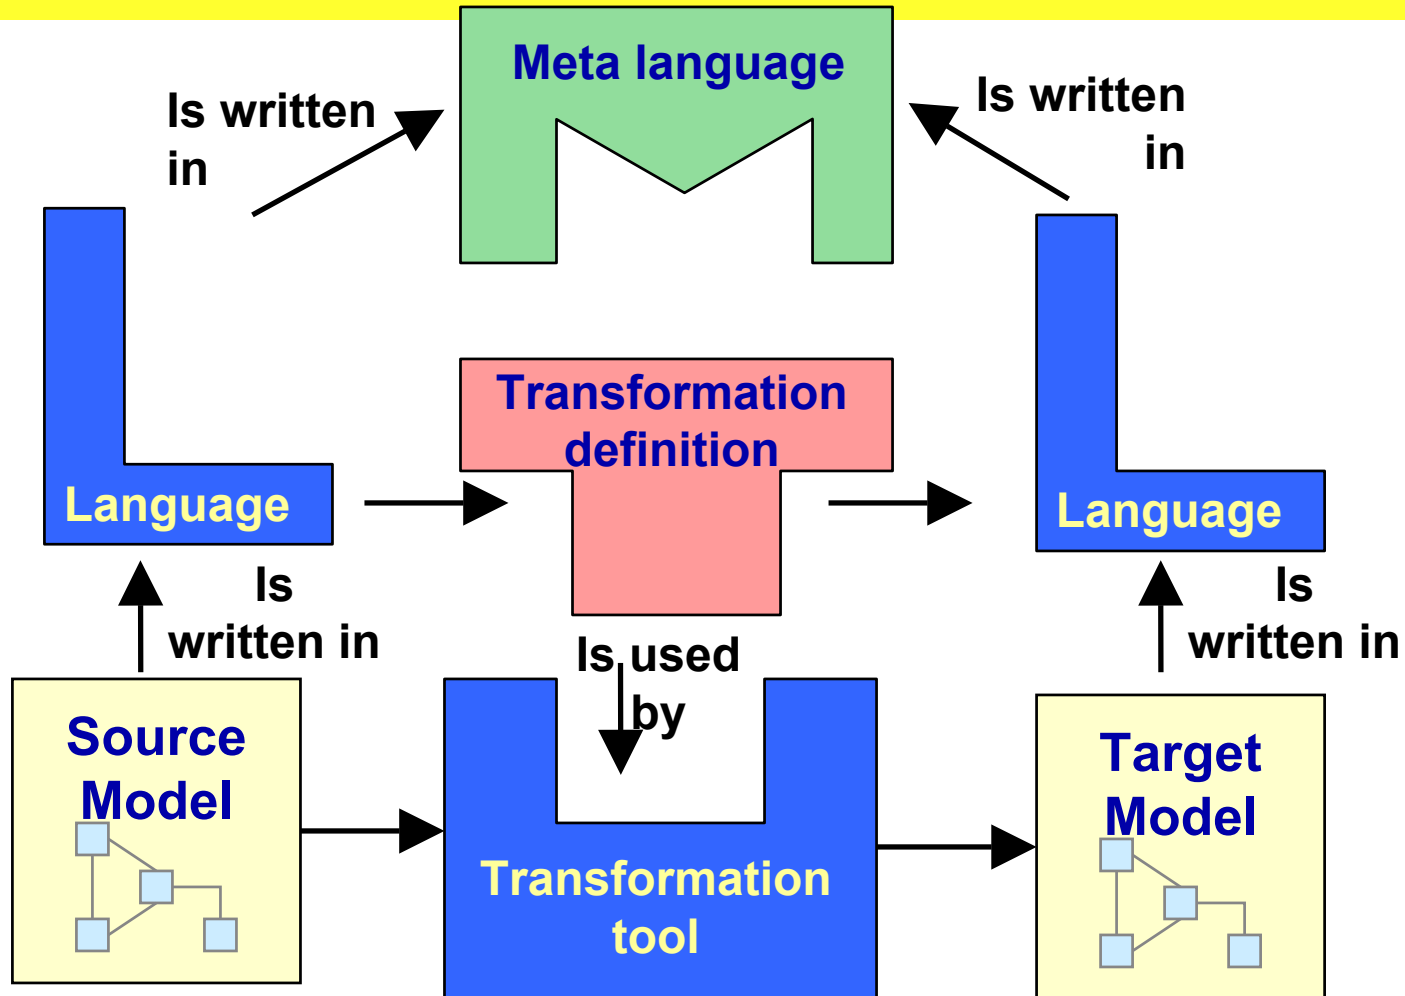 Meta language
Is written
in
Is written
in
Transformation
definition
Language
Language
Is
written in
Is used
by
Is
written in
Source
Model
Transformation
tool
Target
Model